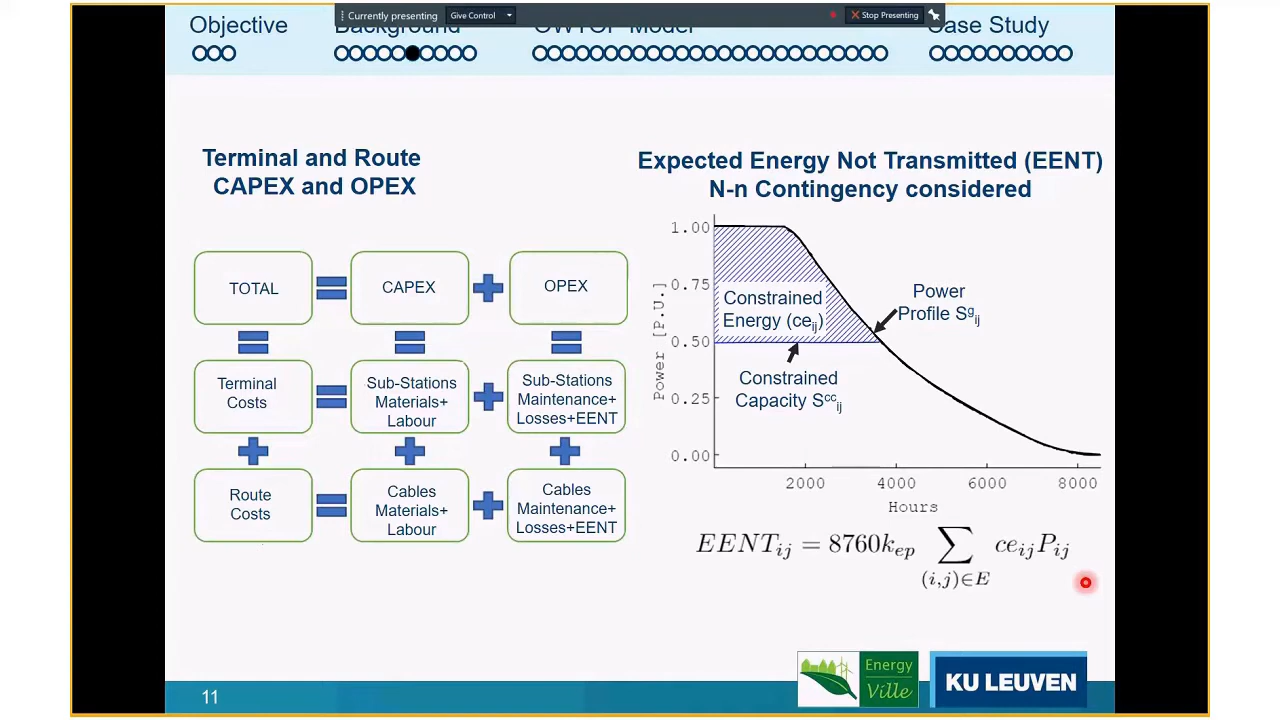 Currently presenting
Give Control
Stop Presenting
Objective
Background
OWTOP Model
Case Study
Terminal and Route
CAPEX and OPEX
TOTAL
CAPEX
OPEX
Terminal
Costs
Sub-Stations
Materials+
Labour
Sub-Stations
Maintenance+
Losses+EENT
Route
Costs
Cables
Materials+
Labour
Cables
Maintenance+
Losses+EENT
Expected Energy Not Transmitted (EENT)
N-n Contingency considered
1.00
0.75
0.50
0.25
0.00
Power [P.U.]
Constrained
Energy (ce_ij)
Power
Profile S^g_ij
Constrained
Capacity S^cc_ij
2000 4000 6000 8000
Hours
EENT_ij = 8760k_ep ∑_(i,j)∈E ce_ij P_ij
11
Energy
Ville
KU LEUVEN